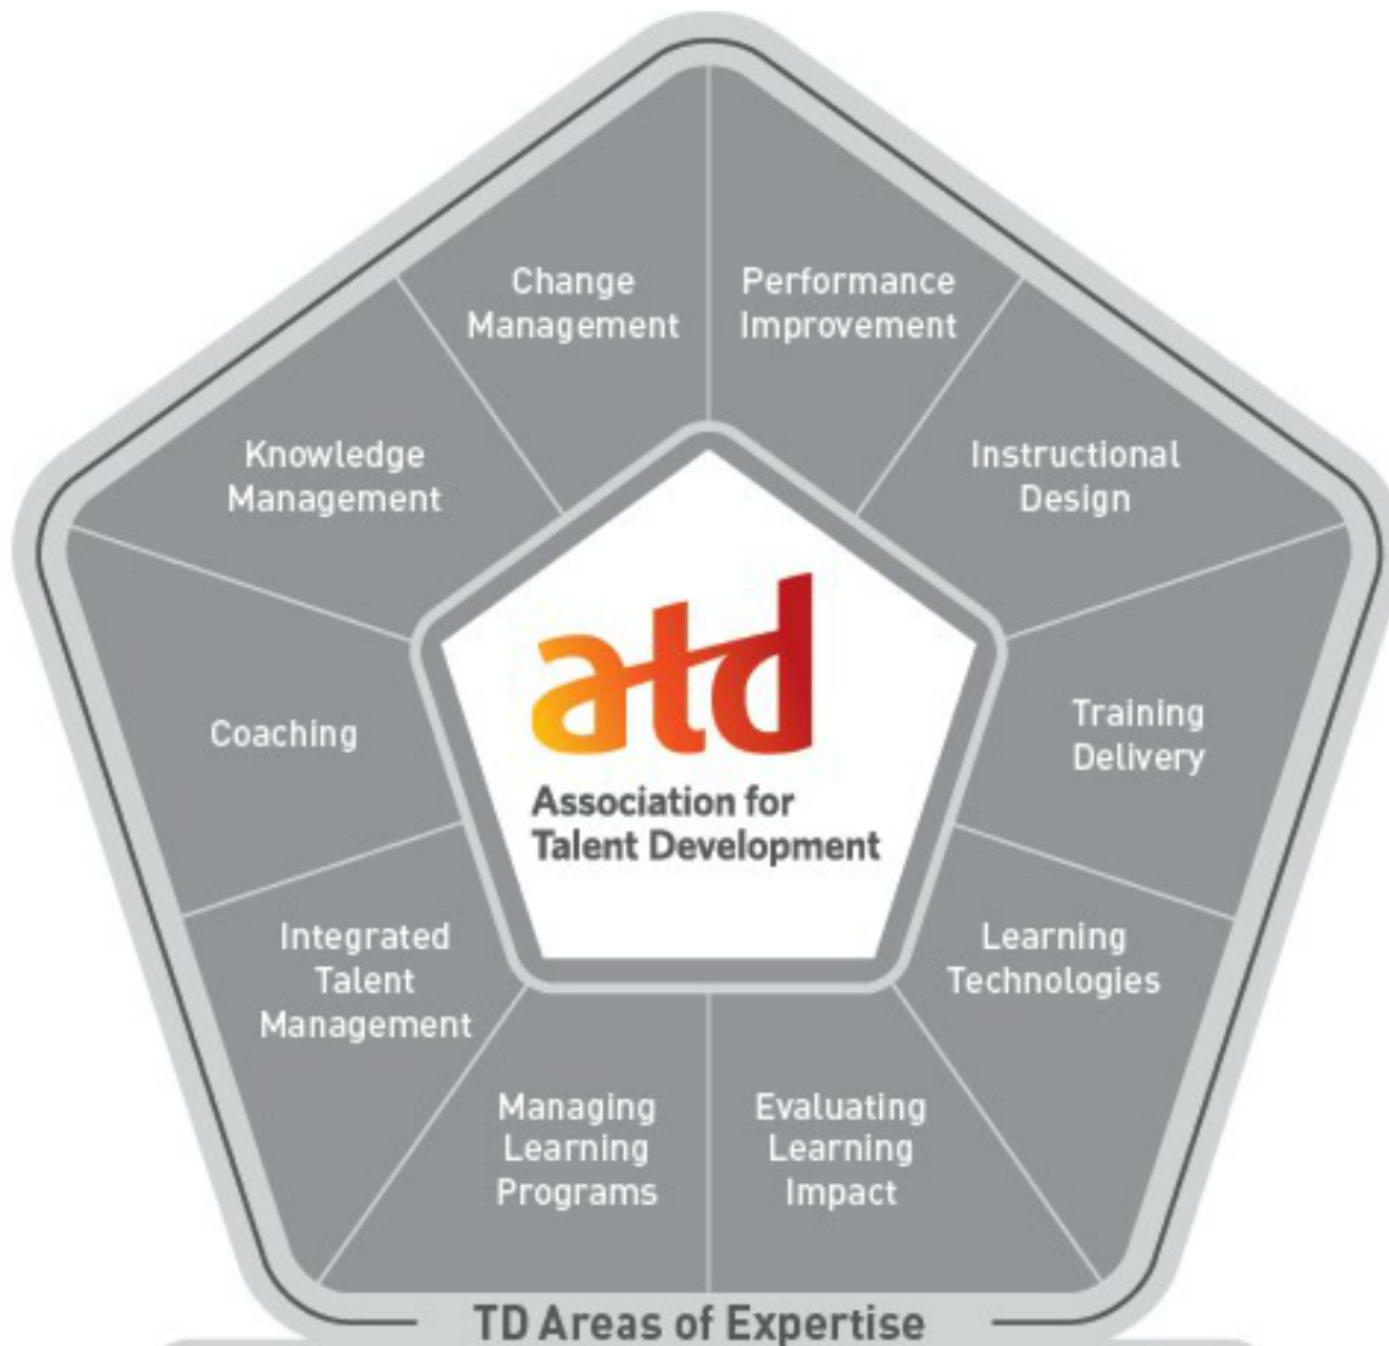 Change
Management
Performance
Improvement
Knowledge
Management
Instructional
Design
Coaching
Training
Delivery
atd
Association for
Talent Development
Integrated
Talent
Management
Learning
Technologies
Managing
Learning
Programs
Evaluating
Learning
Impact
TD Areas of Expertise